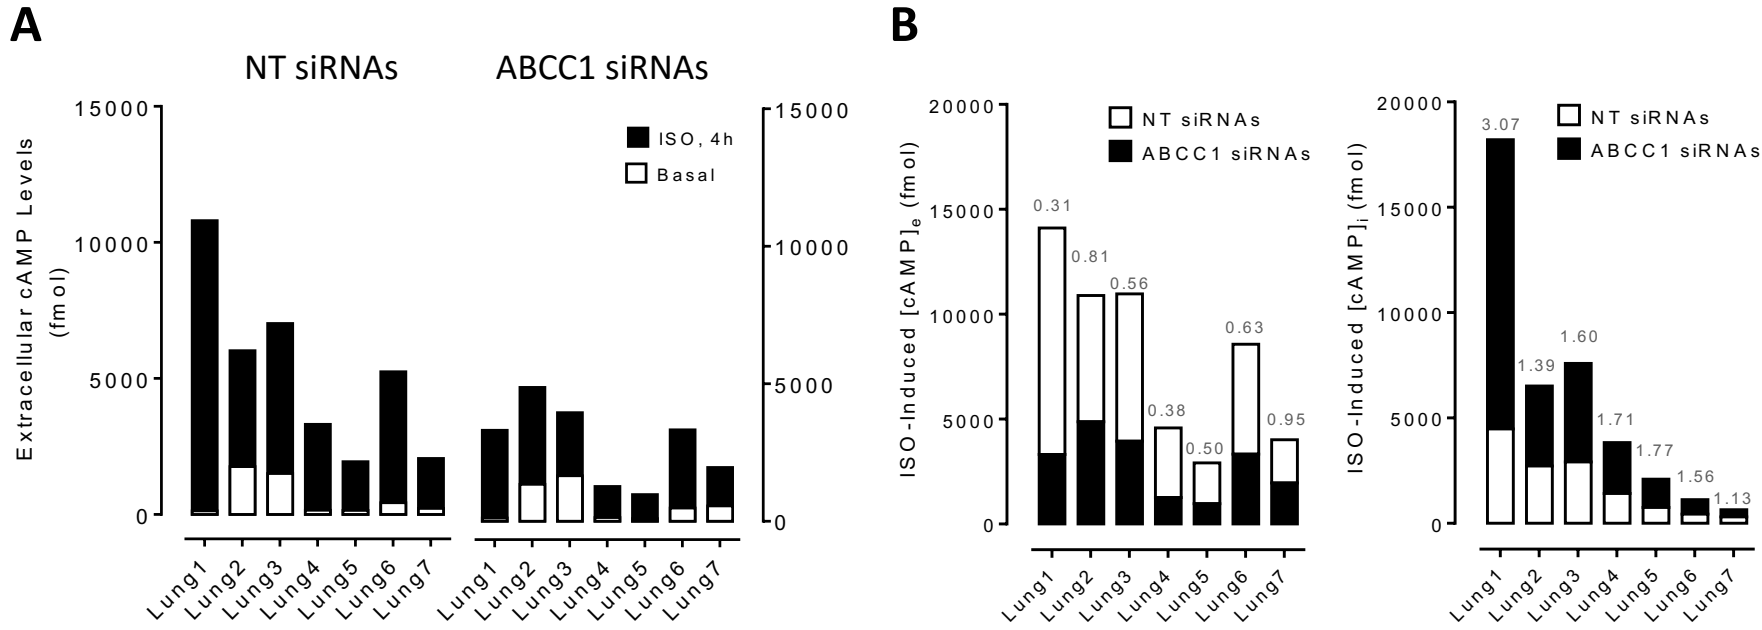 A
NT siRNAs
ABCC1 siRNAs
Extracellular cAMP Levels
(fmol)
15000
10000
5000
0
15000
10000
5000
0
ISO, 4h
Basal
Lung1
Lung2
Lung3
Lung4
Lung5
Lung6
Lung7
Lung1
Lung2
Lung3
Lung4
Lung5
Lung6
Lung7
B
ISO-Induced [cAMP]e (fmol)
20000
15000
10000
5000
0
NT siRNAs
ABCC1 siRNAs
0.31
0.81
0.56
0.38
0.50
0.63
0.95
Lung1
Lung2
Lung3
Lung4
Lung5
Lung6
Lung7
ISO-Induced [cAMP]i (fmol)
20000
15000
10000
5000
0
NT siRNAs
ABCC1 siRNAs
3.07
1.39
1.60
1.71
1.77
1.56
1.13
Lung1
Lung2
Lung3
Lung4
Lung5
Lung6
Lung7